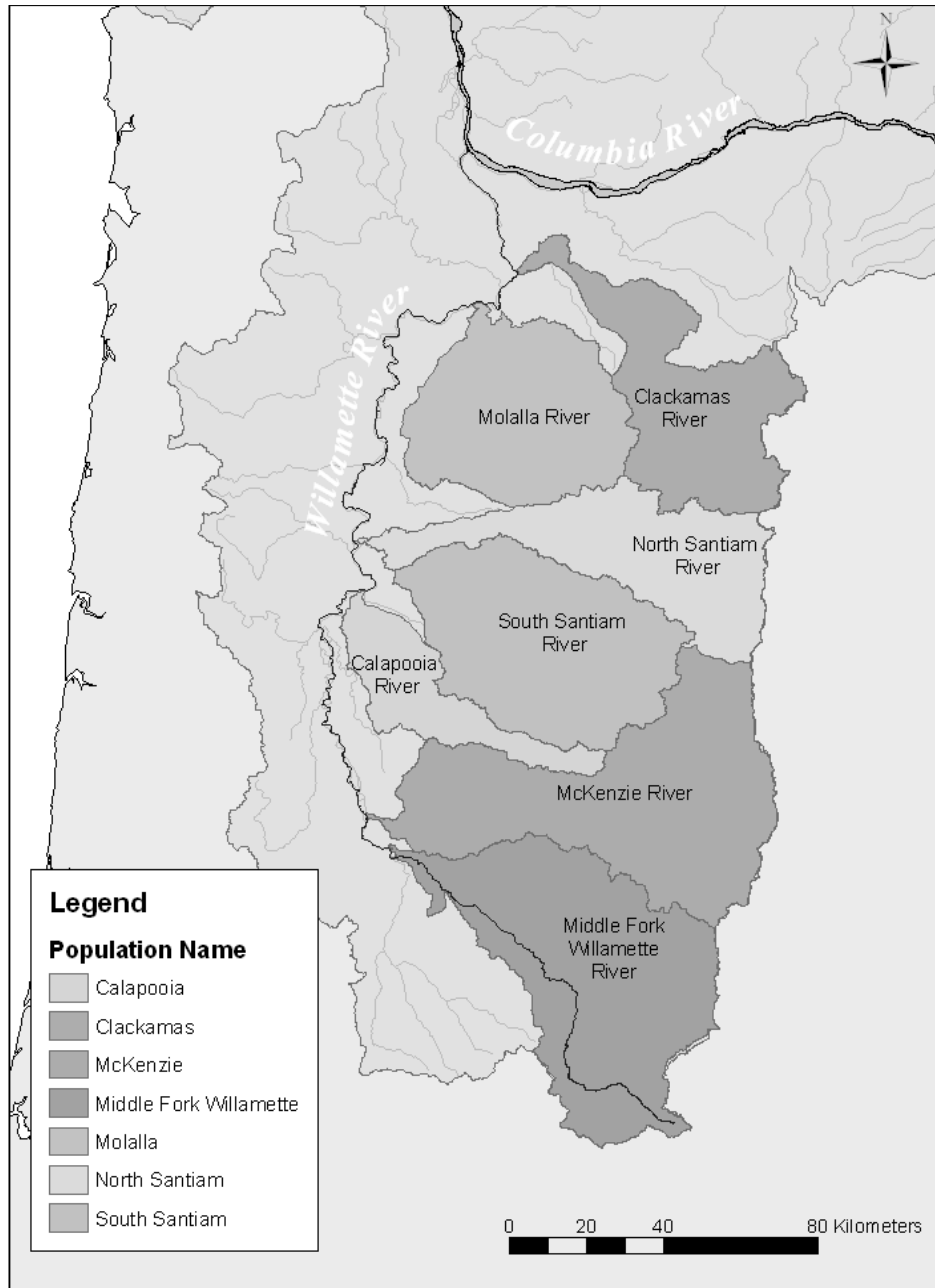 N
Columbia River
Willamette River
Clackamas
River
Molalla River
North Santiam
River
South Santiam
River
Calapooia
River
McKenzie River
Middle Fork
Willamette
River
Legend
Population Name
Calapooia
Clackamas
McKenzie
Middle Fork Willamette
Molalla
North Santiam
South Santiam
0 20 40 80 Kilometers